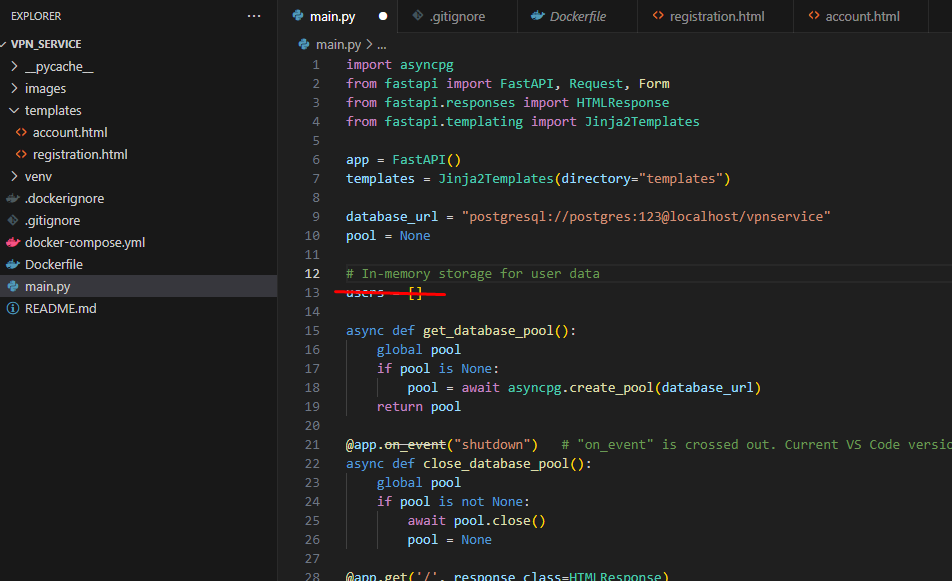 EXPLORER
...
VPN_SERVICE
__pycache__
images
templates
account.html
registration.html
venv
.dockerignore
.gitignore
docker-compose.yml
Dockerfile
main.py
README.md
main.py
.gitignore
Dockerfile
registration.html
account.html
main.py > ...
1 import asyncpg
2 from fastapi import FastAPI, Request, Form
3 from fastapi.responses import HTMLResponse
4 from fastapi.templating import Jinja2Templates
5
6 app = FastAPI()
7 templates = Jinja2Templates(directory="templates")
8
9 database_url = "postgresql://postgres:123@localhost/vpnservice"
10 pool = None
11
12 # In-memory storage for user data
13 users = []
14
15 async def get_database_pool():
16 global pool
17 if pool is None:
18 pool = await asyncpg.create_pool(database_url)
19 return pool
20
21 @app.on_event("shutdown") # "on_event" is crossed out. Current VS Code versio
22 async def close_database_pool():
23 global pool
24 if pool is not None:
25 await pool.close()
26 pool = None
27
28 @app.get('/', response_class=HTMLResponse)